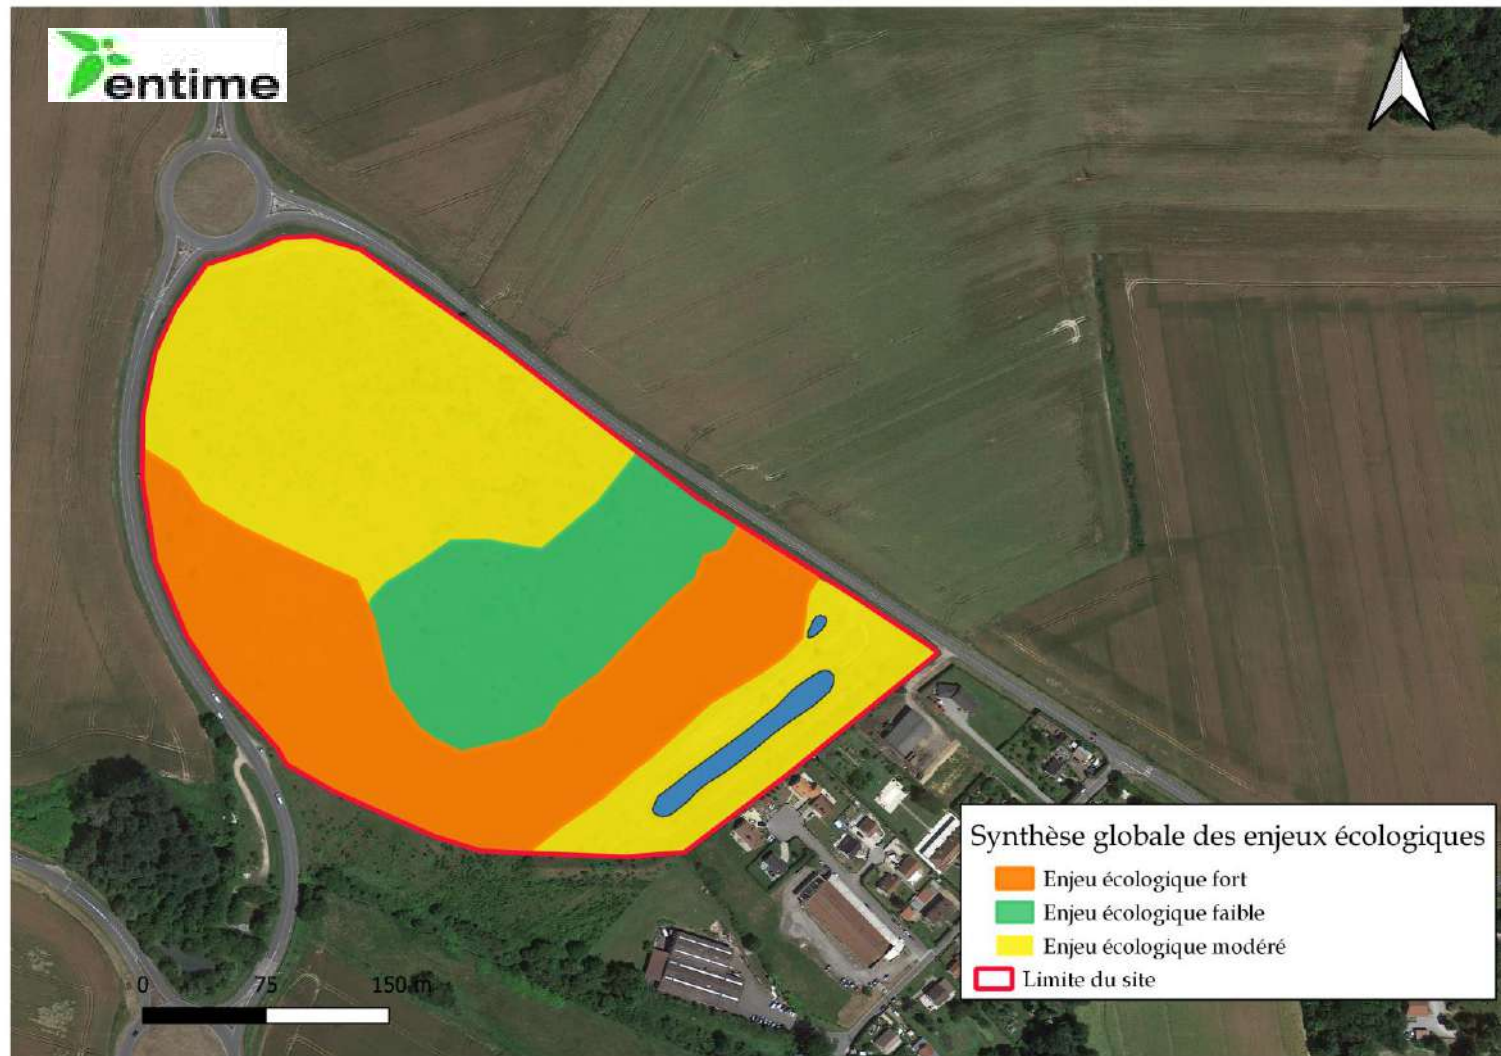 entime
Synthèse globale des enjeux écologiques
Enjeu écologique fort
Enjeu écologique faible
Enjeu écologique modéré
Limite du site
0 75 150 m